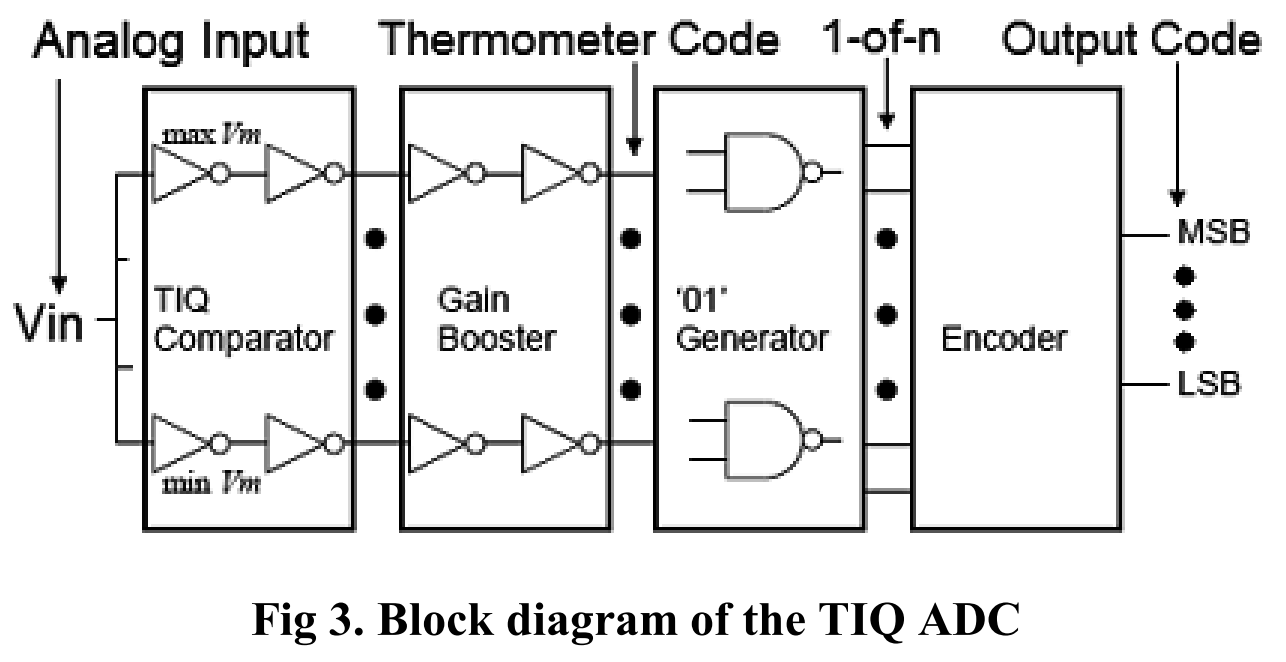 Analog Input
Thermometer Code
1-of-n
Output Code
max Vm
Vin
TIQ
Comparator
min Vm
Gain
Booster
'01'
Generator
Encoder
MSB
LSB
Fig 3. Block diagram of the TIQ ADC